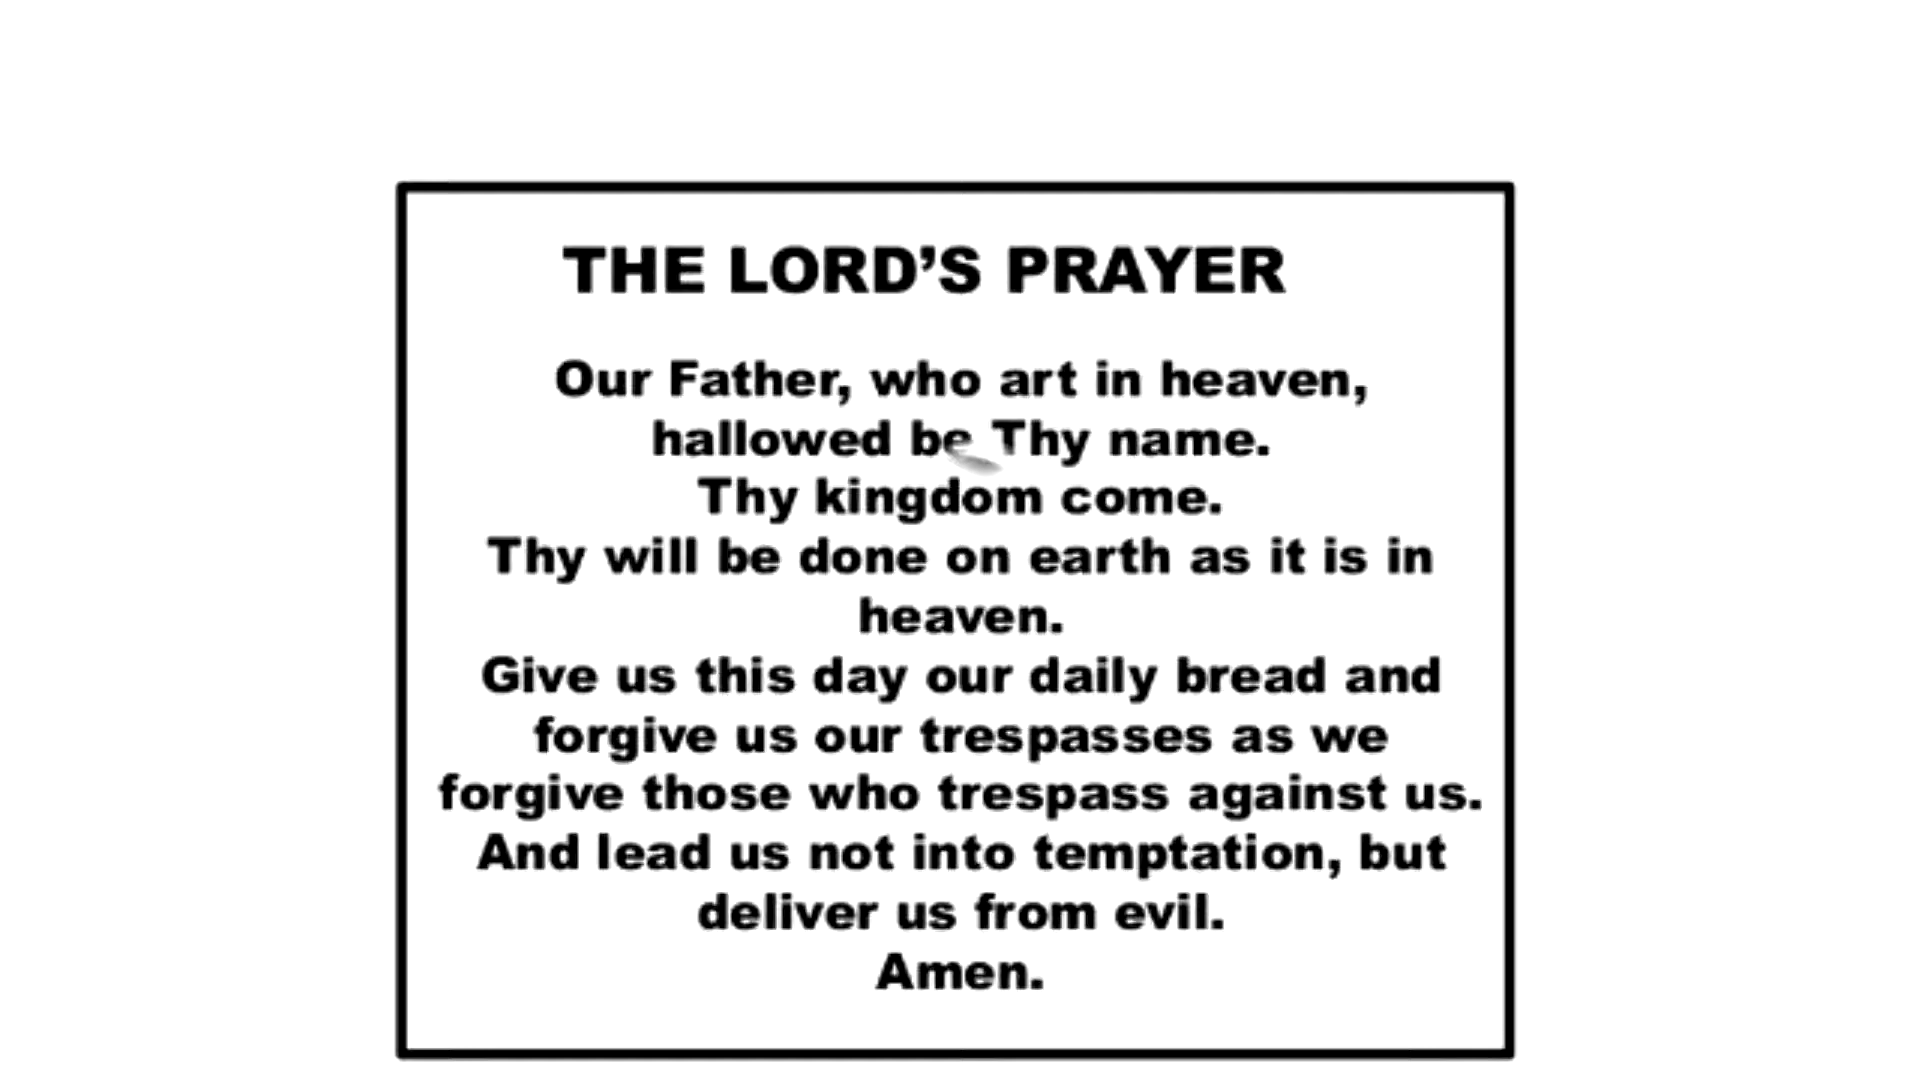 THE LORD’S PRAYER
Our Father, who art in heaven,
hallowed be Thy name.
Thy kingdom come.
Thy will be done on earth as it is in
heaven.
Give us this day our daily bread and
forgive us our trespasses as we
forgive those who trespass against us.
And lead us not into temptation, but
deliver us from evil.
Amen.